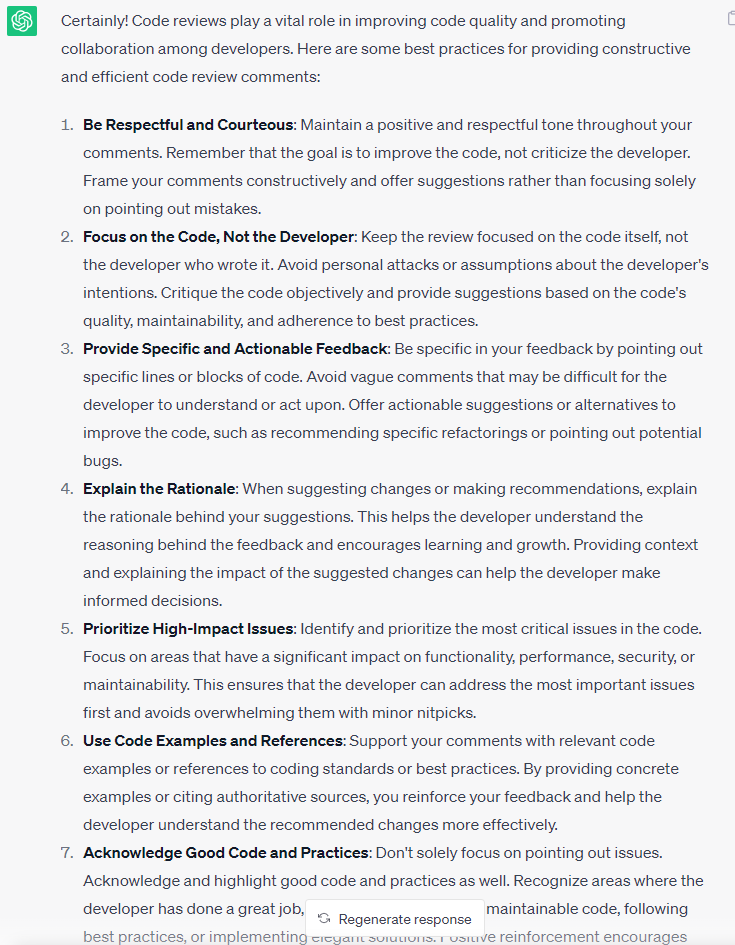 Certainly! Code reviews play a vital role in improving code quality and promoting
collaboration among developers. Here are some best practices for providing constructive
and efficient code review comments:
1. Be Respectful and Courteous: Maintain a positive and respectful tone throughout your
comments. Remember that the goal is to improve the code, not criticize the developer.
Frame your comments constructively and offer suggestions rather than focusing solely
on pointing out mistakes.
2. Focus on the Code, Not the Developer: Keep the review focused on the code itself, not
the developer who wrote it. Avoid personal attacks or assumptions about the developer's
intentions. Critique the code objectively and provide suggestions based on the code's
quality, maintainability, and adherence to best practices.
3. Provide Specific and Actionable Feedback: Be specific in your feedback by pointing out
specific lines or blocks of code. Avoid vague comments that may be difficult for the
developer to understand or act upon. Offer actionable suggestions or alternatives to
improve the code, such as recommending specific refactorings or pointing out potential
bugs.
4. Explain the Rationale: When suggesting changes or making recommendations, explain
the rationale behind your suggestions. This helps the developer understand the
reasoning behind the feedback and encourages learning and growth. Providing context
and explaining the impact of the suggested changes can help the developer make
informed decisions.
5. Prioritize High-Impact Issues: Identify and prioritize the most critical issues in the code.
Focus on areas that have a significant impact on functionality, performance, security, or
maintainability. This ensures that the developer can address the most important issues
first and avoids overwhelming them with minor nitpicks.
6. Use Code Examples and References: Support your comments with relevant code
examples or references to coding standards or best practices. By providing concrete
examples or citing authoritative sources, you reinforce your feedback and help the
developer understand the recommended changes more effectively.
7. Acknowledge Good Code and Practices: Don't solely focus on pointing out issues.
Acknowledge and highlight good code and practices as well. Recognize areas where the
developer has done a great job, maintainable code, following
Regenerate response
best practices, or implementing elegant solutions. Positive reinforcement encourages